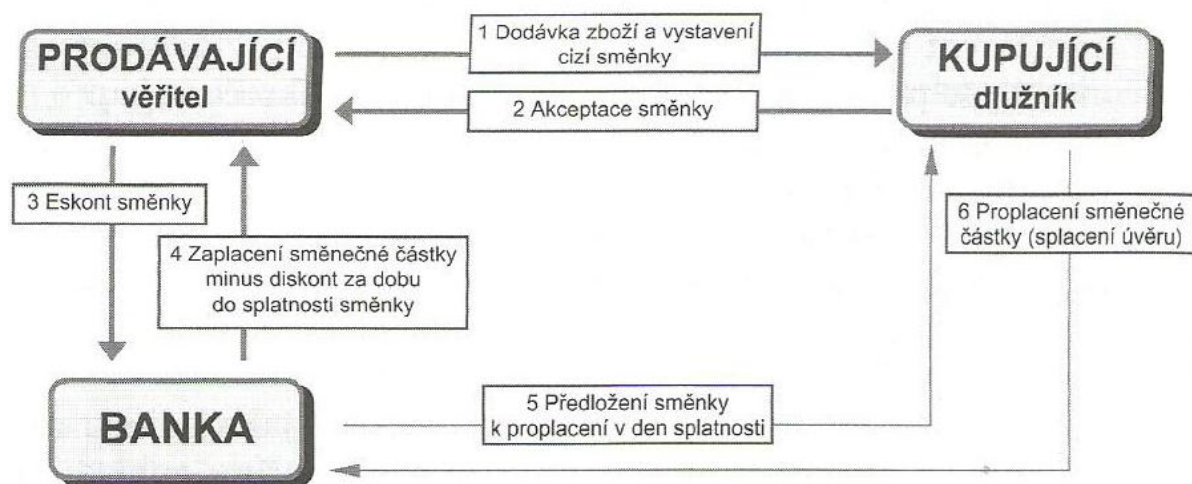 PRODÁVAJÍCÍ
věřitel
1 Dodávka zboží a vystavení
cizí směnky
KUPUJÍCÍ
dlužník
2 Akceptace směnky
3 Eskont směnky
4 Zaplacení směnečné částky
minus diskont za dobu
do splatnosti směnky
6 Proplacení směnečné
částky (splacení úvěru)
BANKA
5 Předložení směnky
k proplacení v den splatnosti